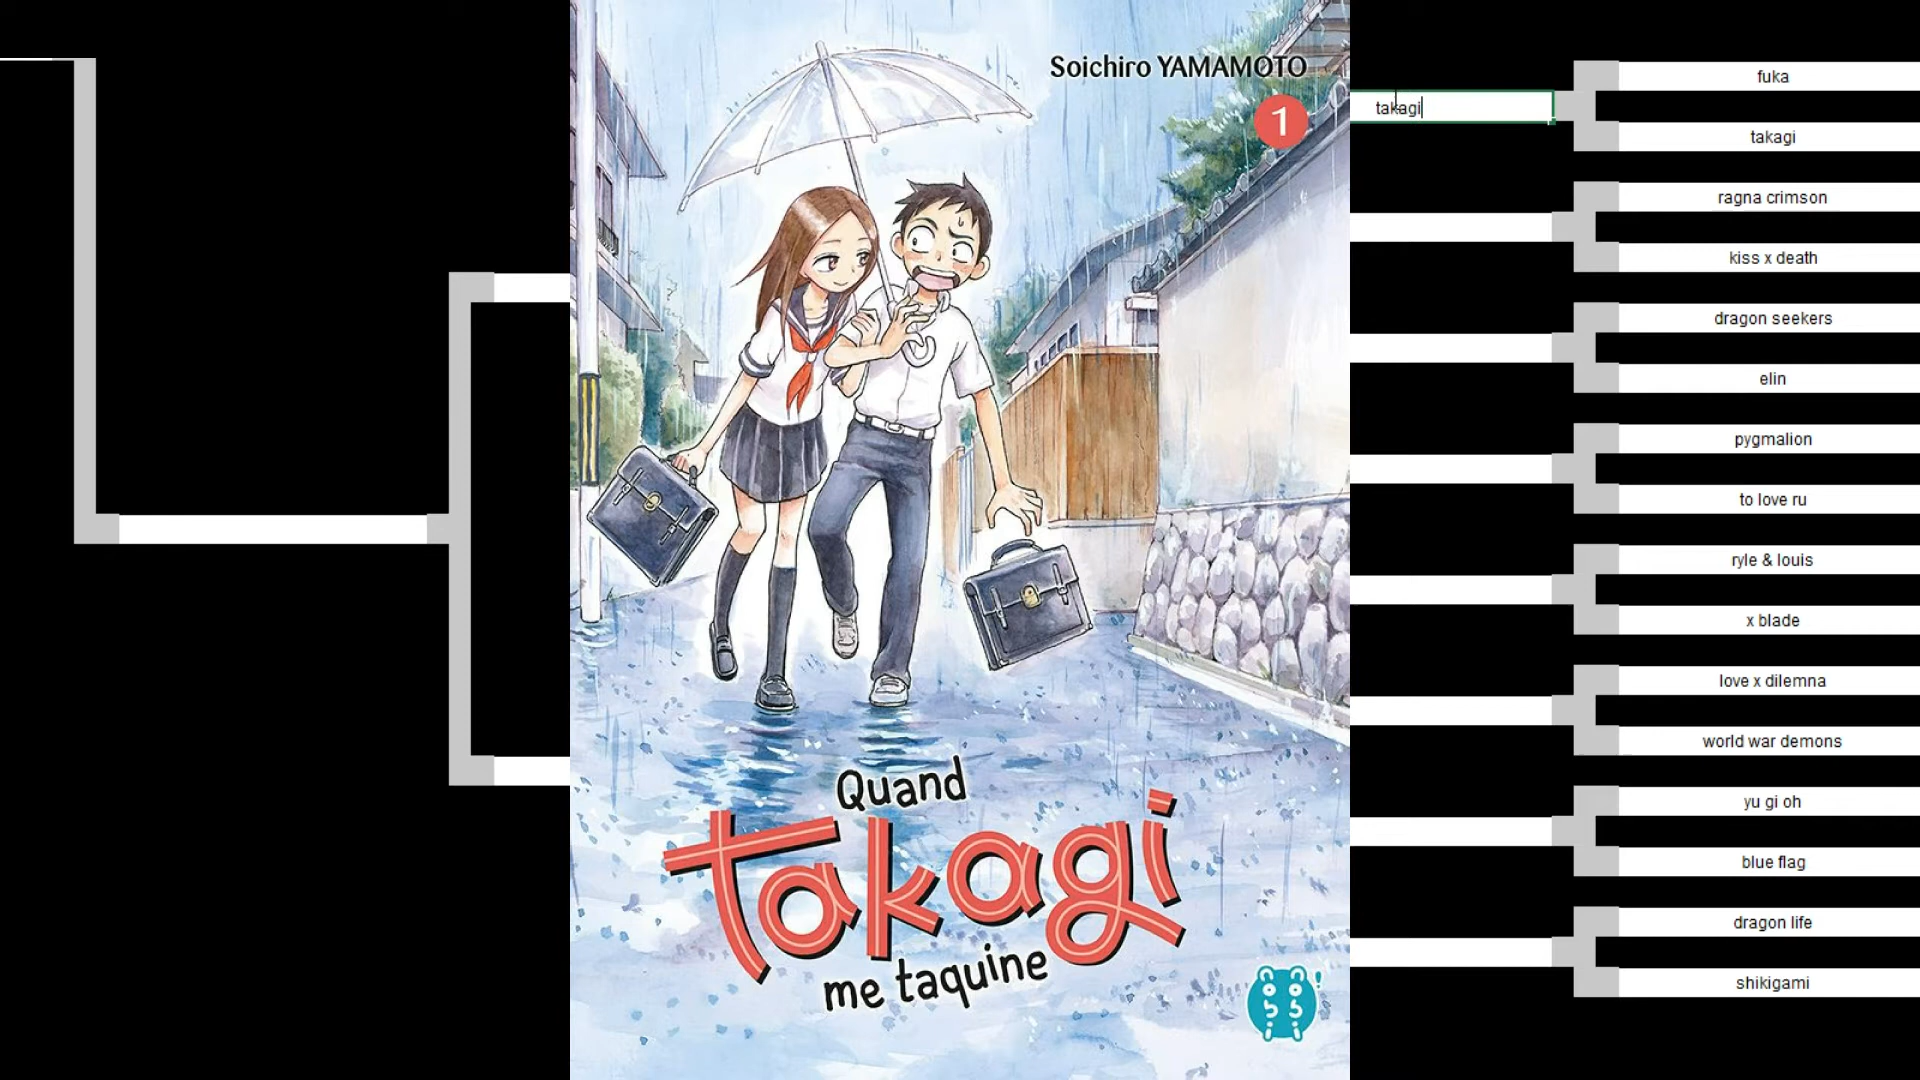 Soichiro YAMAMOTO
1
Quand
takagi
me taquine
takagi
fuka
takagi
ragna crimson
kiss x death
dragon seekers
elin
pygmalion
to love ru
ryle & louis
x blade
love x dilemna
world war demons
yu gi oh
blue flag
dragon life
shikigami